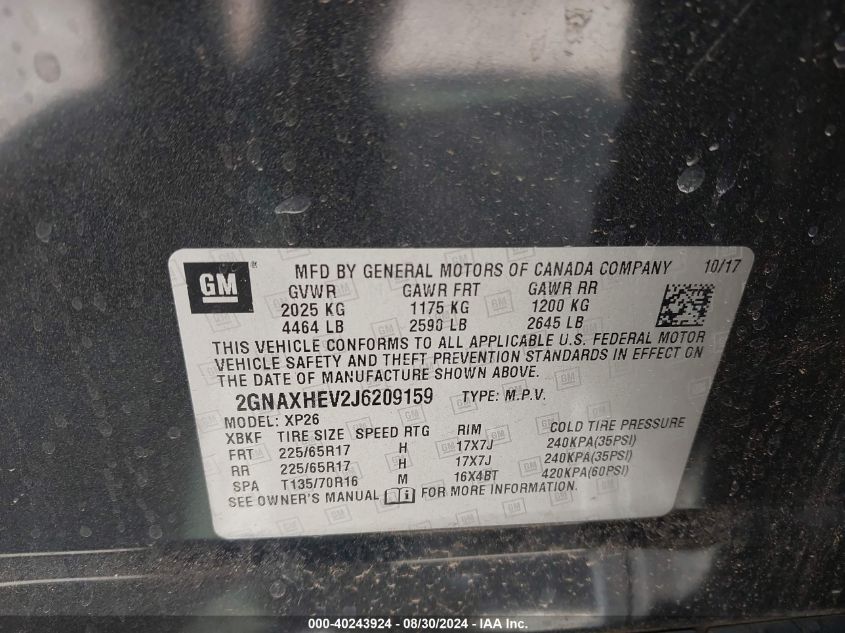 GM ® MFD BY GENERAL MOTORS OF CANADA COMPANY 10/17
GVWR GAWR FRT GAWR RR
2025 KG 1175 KG 1200 KG
4464 LB 2590 LB 2645 LB
THIS VEHICLE CONFORMS TO ALL APPLICABLE U.S. FEDERAL MOTOR
VEHICLE SAFETY AND THEFT PREVENTION STANDARDS IN EFFECT ON
THE DATE OF MANUFACTURE SHOWN ABOVE.
2GNAXHEV2J6209159 TYPE: M.P.V.
MODEL: XP26
XBKF TIRE SIZE SPEED RTG RIM COLD TIRE PRESSURE
FRT 225/65R17 H 17X7J 240KPA(35PSI)
RR 225/65R17 H 17X7J 240KPA(35PSI)
SPA T135/70R16 M 16X4BT 420KPA(60PSI)
SEE OWNER'S MANUAL FOR MORE INFORMATION.
000-40243924 - 08/30/2024 - IAA Inc.